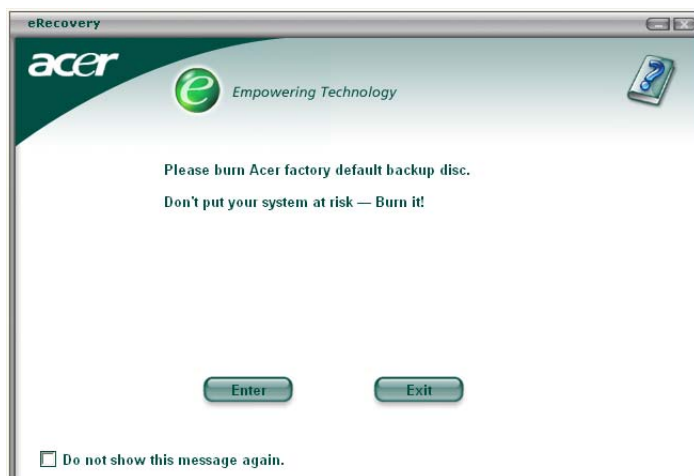 eRecovery
acer
e Empowering Technology
Please burn Acer factory default backup disc.
Don't put your system at risk — Burn it!
Enter Exit
Do not show this message again.